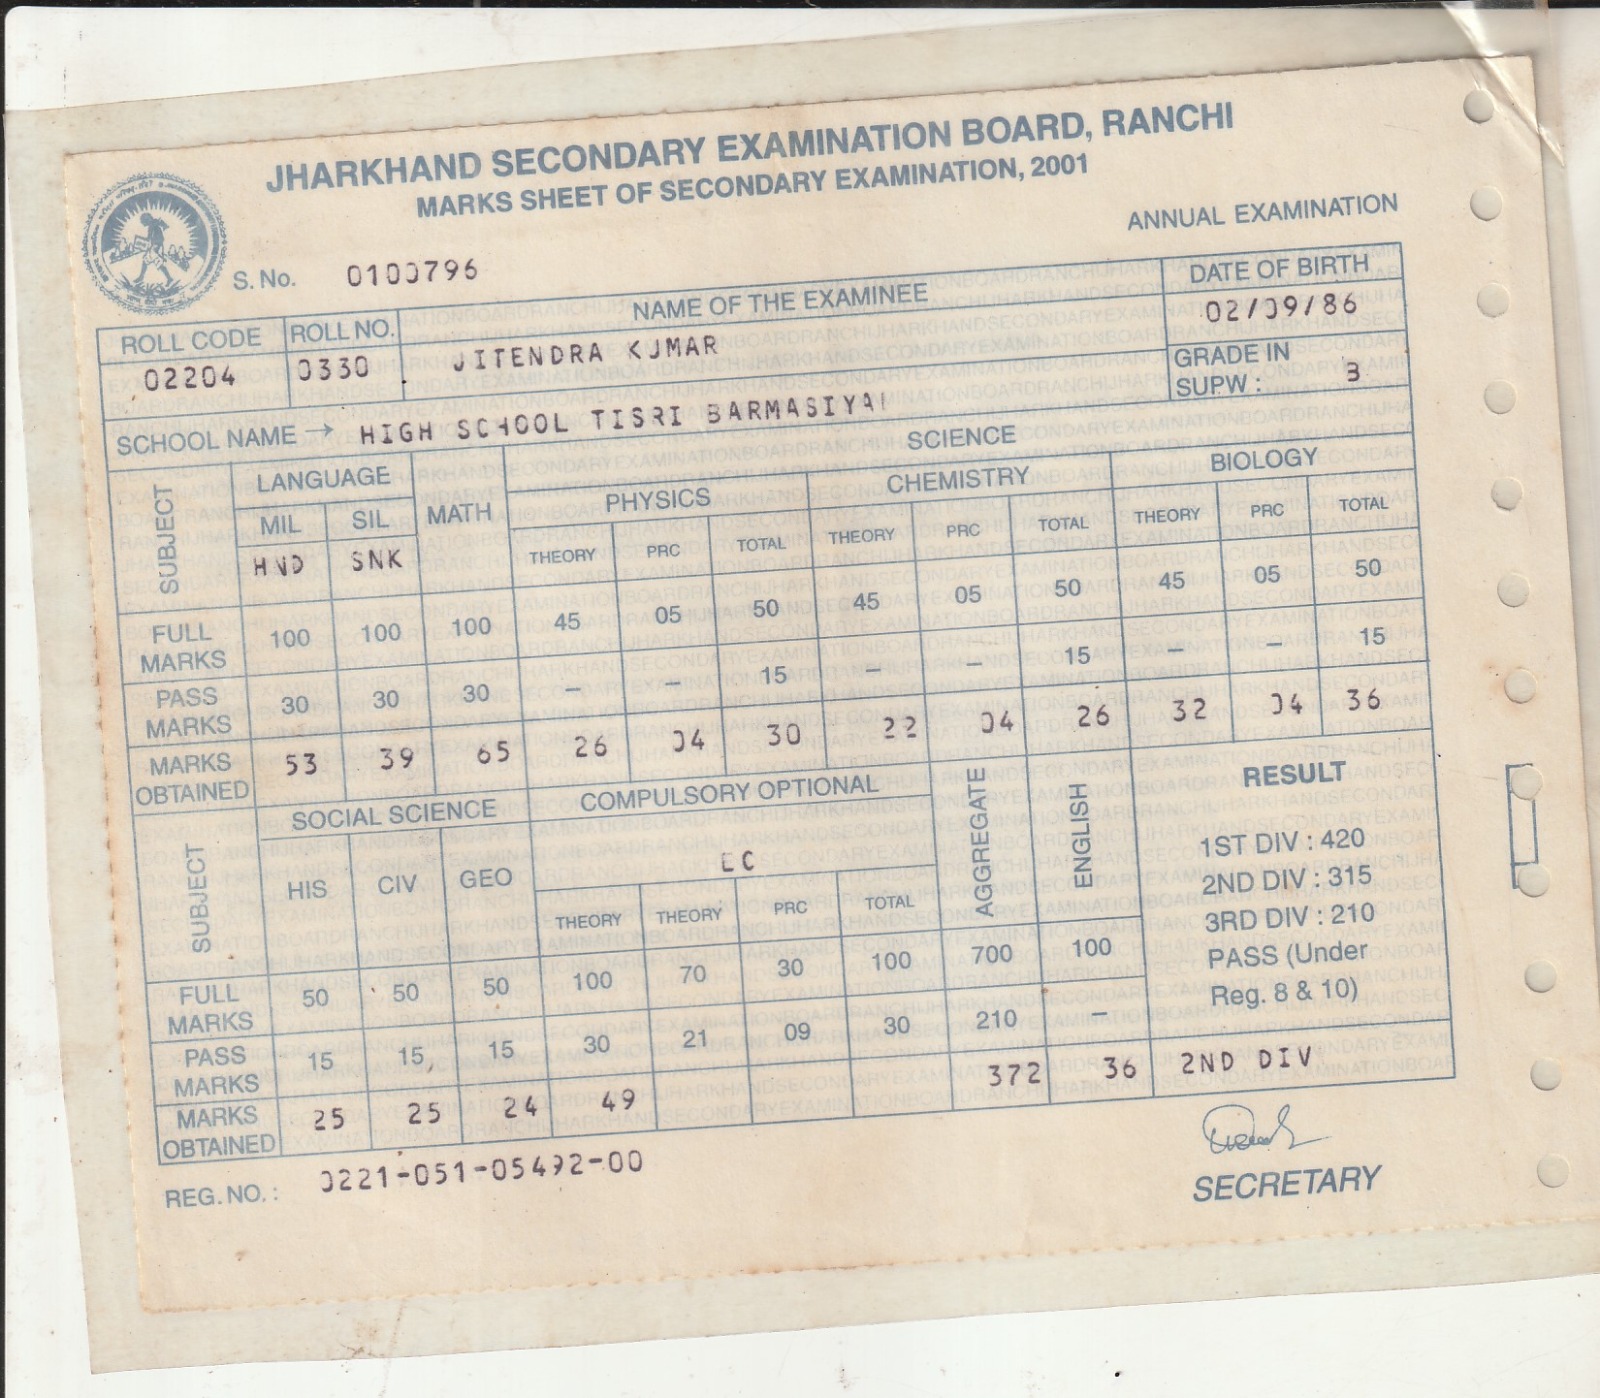 JHARKHAND SECONDARY EXAMINATION BOARD, RANCHI
MARKS SHEET OF SECONDARY EXAMINATION, 2001
ANNUAL EXAMINATION
S. No. 0100796
ROLL CODE ROLL NO. NAME OF THE EXAMINEE DATE OF BIRTH
02204 0330 JITENDRA KUMAR 02/09/86
GRADE IN SUPW : B
SCHOOL NAME → HIGH SCHOOL TISRI BARMASIYA
SUBJECT LANGUAGE MATH SCIENCE
PHYSICS CHEMISTRY BIOLOGY
MIL SIL THEORY PRC TOTAL THEORY PRC TOTAL THEORY PRC TOTAL
HND SNK
FULL MARKS 100 100 100 45 05 50 45 05 50 45 05 50
PASS MARKS 30 30 30 – – 15 – – 15 – – 15
MARKS OBTAINED 53 39 65 26 04 30 22 04 26 32 04 36
SUBJECT SOCIAL SCIENCE COMPULSORY OPTIONAL AGGREGATE ENGLISH RESULT
HIS CIV GEO EC
THEORY THEORY PRC TOTAL
1ST DIV : 420
2ND DIV : 315
3RD DIV : 210
PASS (Under
Reg. 8 & 10)
FULL MARKS 50 50 50 100 70 30 100 700 100
PASS MARKS 15 15 15 30 21 09 30 210 –
MARKS OBTAINED 25 25 24 49 372 36 2ND DIV
REG. NO. : 0221-051-05492-00
SECRETARY